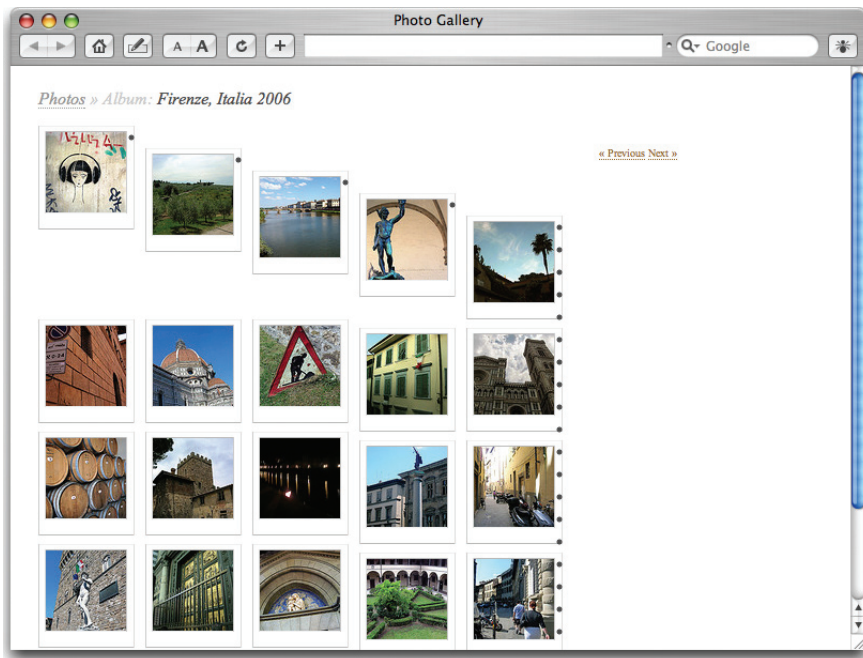 Photo Gallery
A A
Google
Photos » Album: Firenze, Italia 2006
« Previous Next »